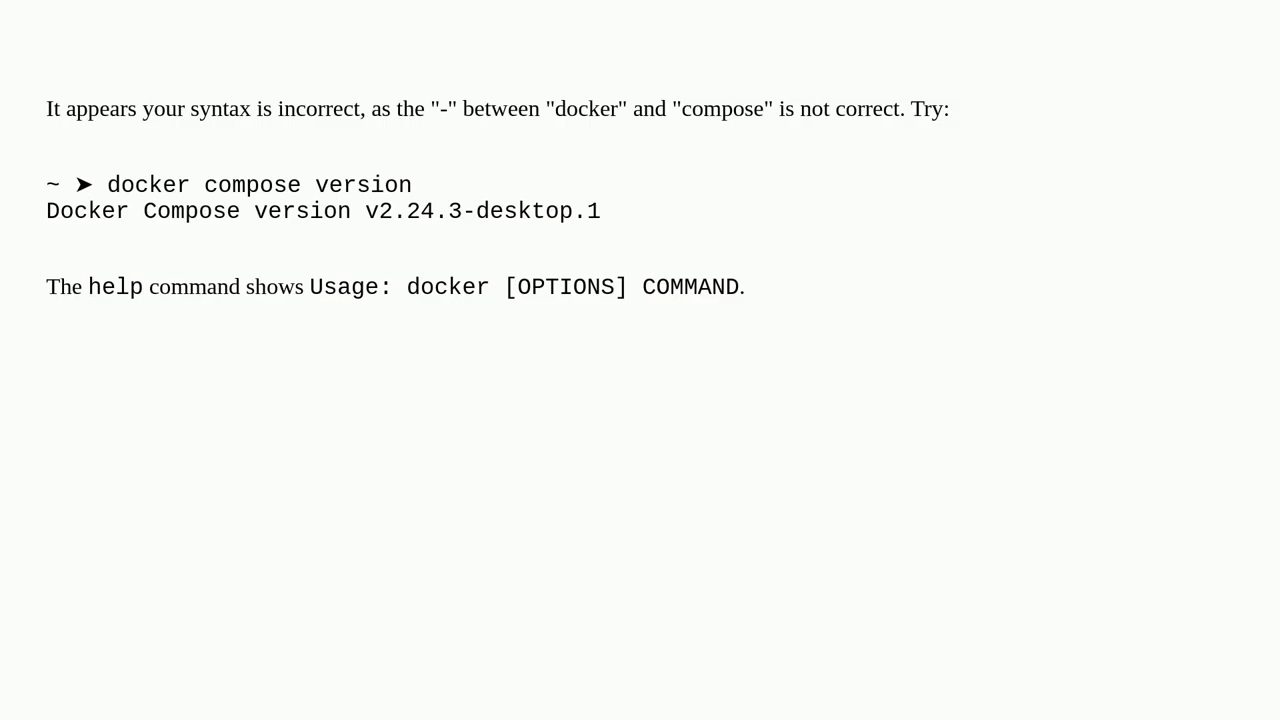 It appears your syntax is incorrect, as the "-" between "docker" and "compose" is not correct. Try:
~ ➤ docker compose version
Docker Compose version v2.24.3-desktop.1
The help command shows Usage: docker [OPTIONS] COMMAND.